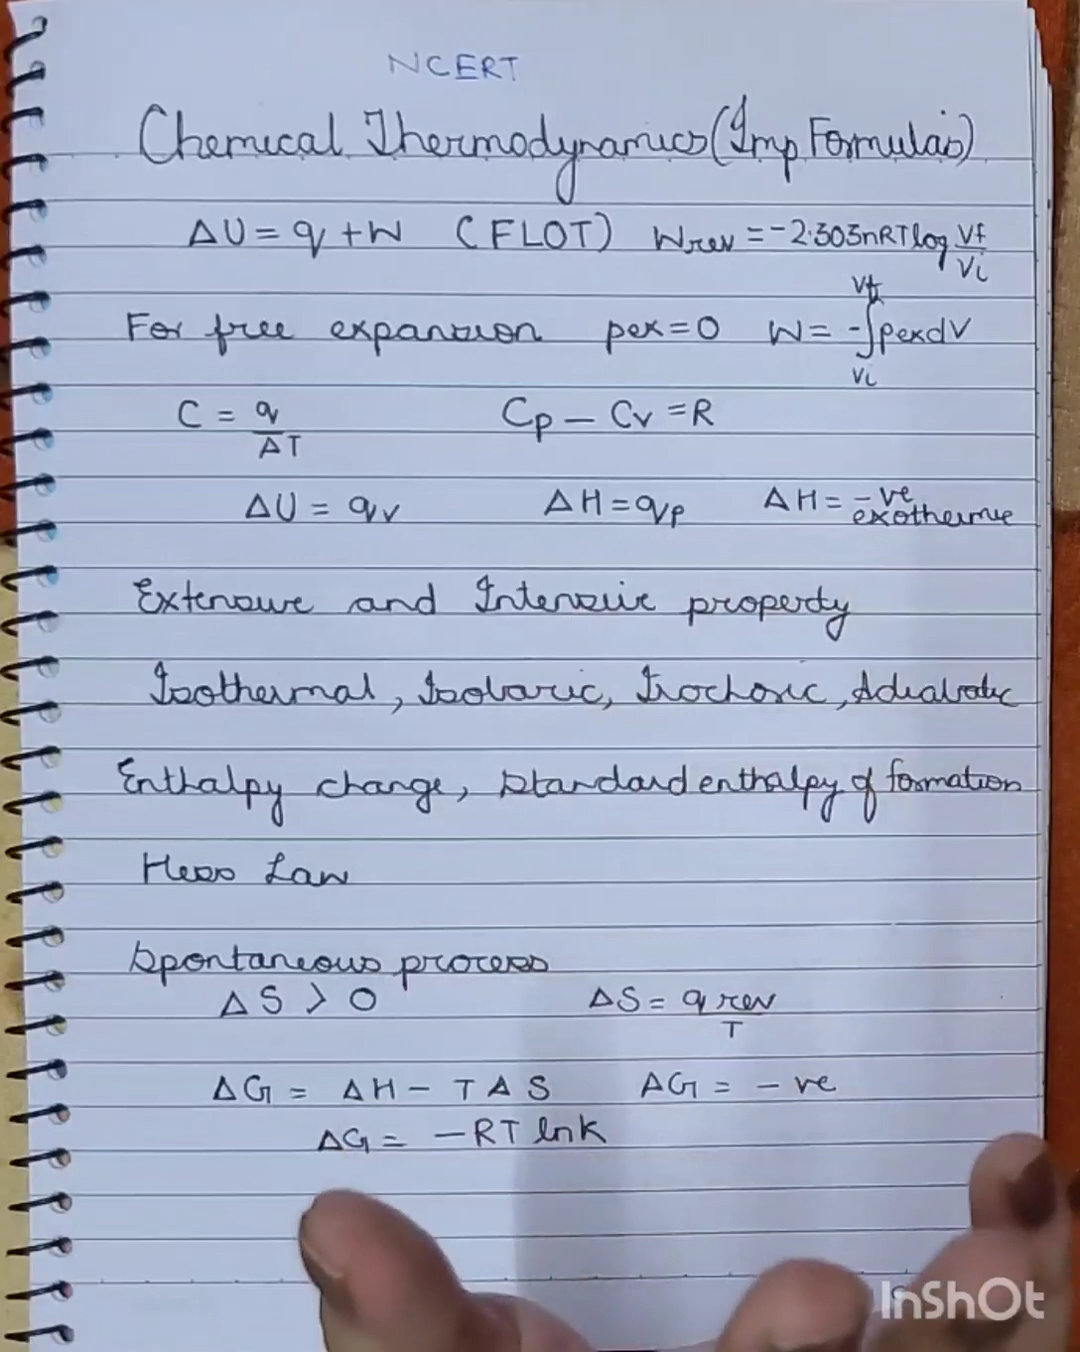 NCERT
Chemical Thermodynamics (Imp Formulas)
ΔU = q + W (FLOT) Wrev = -2.303nRT log Vf/Vi
For free expansion pex = 0 W = -∫ pexdV Vf Vi
C = q/ΔT Cp - Cv = R
ΔU = qv ΔH = qp ΔH = -ve exothermic
Extensive and Intensive property
Isothermal, Isobaric, Isochoric, Adiabatic
Enthalpy change, standard enthalpy of formation
Hess Law
Spontaneous process
ΔS > 0 ΔS = qrev/T
ΔG = ΔH - TΔS ΔG = -ve
ΔG = -RT lnK
InShOt